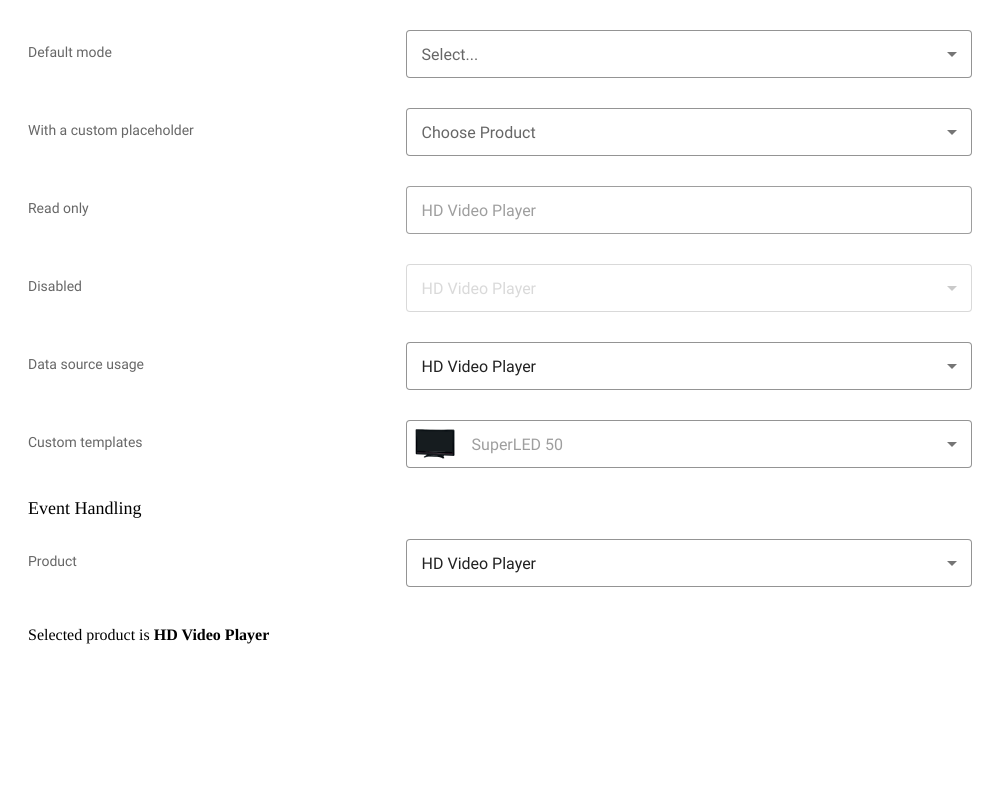 Default mode
Select...
With a custom placeholder
Choose Product
Read only
HD Video Player
Disabled
HD Video Player
Data source usage
HD Video Player
Custom templates
SuperLED 50
Event Handling
Product
HD Video Player
Selected product is HD Video Player